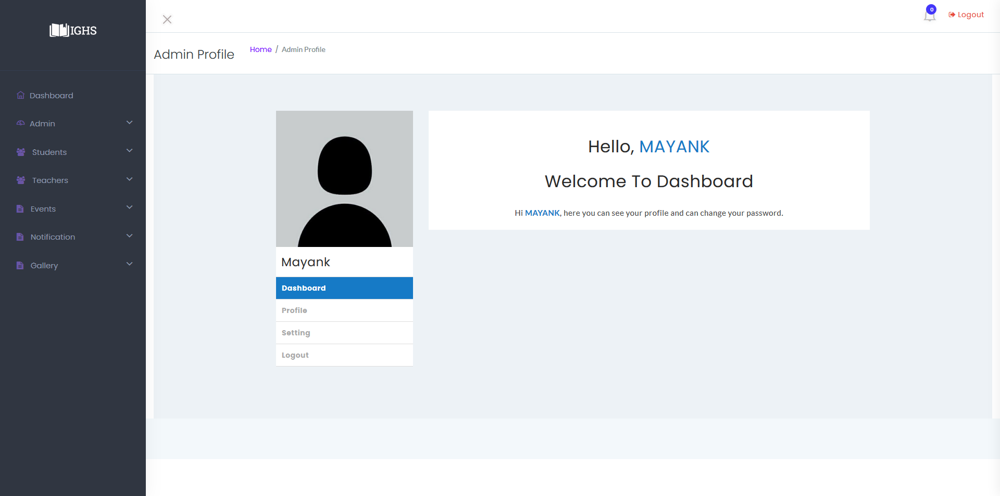 IGHS
Dashboard
Admin
Students
Teachers
Events
Notification
Gallery
0
Logout
Admin Profile
Home / Admin Profile
Mayank
Dashboard
Profile
Setting
Logout
Hello, MAYANK
Welcome To Dashboard
Hi MAYANK, here you can see your profile and can change your password.